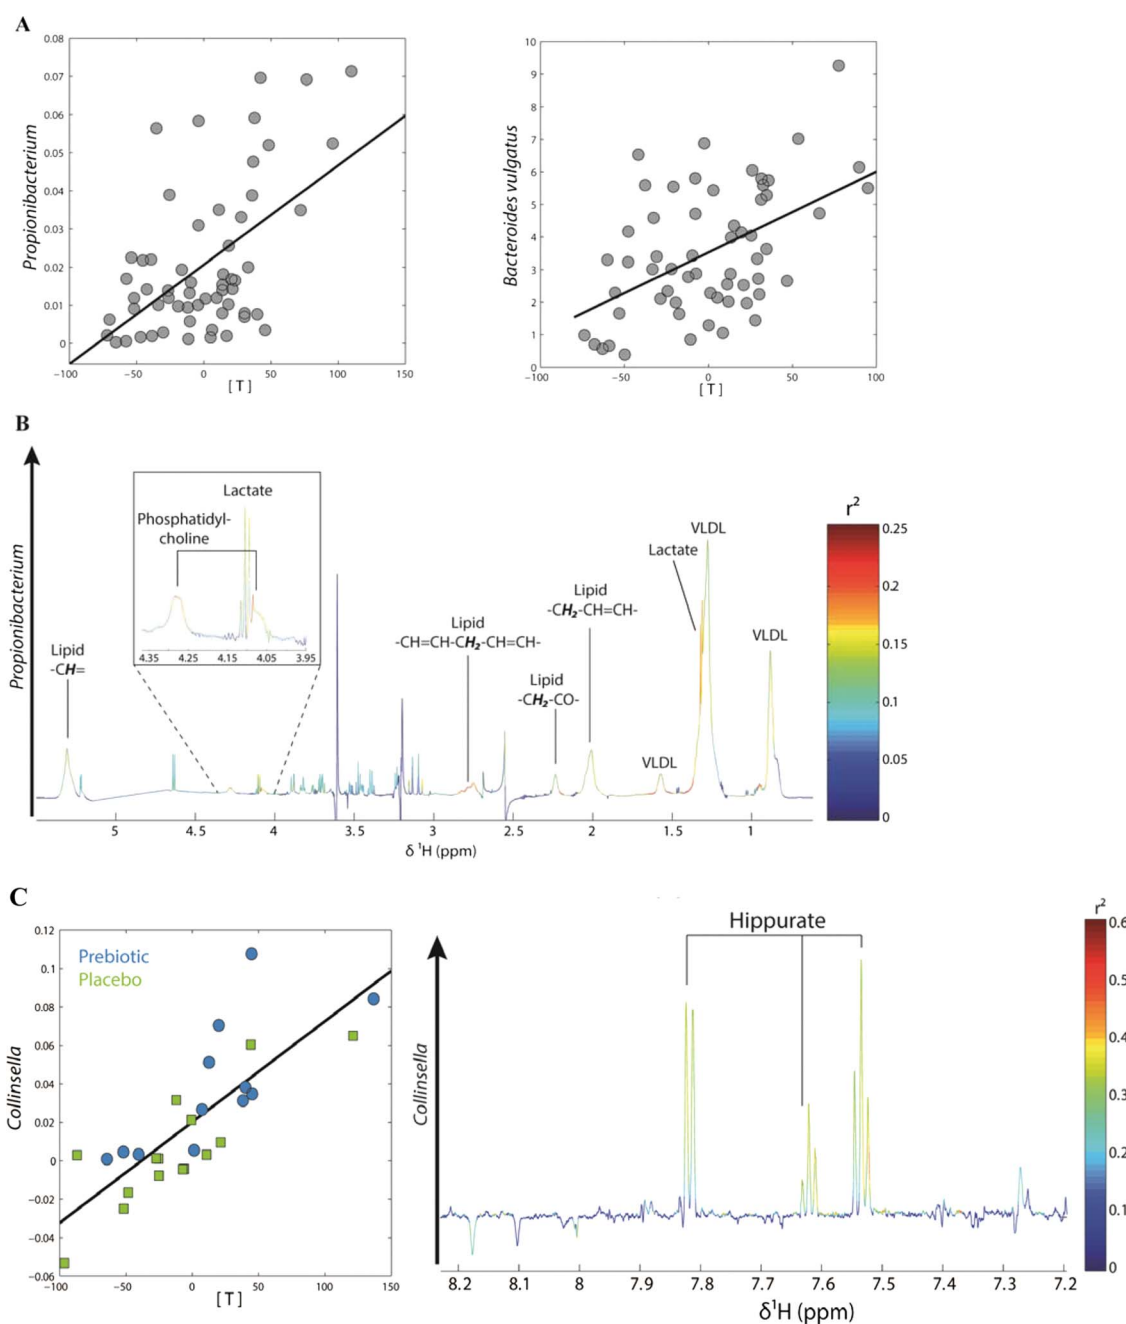 A
0.08
0.07
0.06
0.05
0.04
0.03
0.02
0.01
0
Propionibacterium
−100 −50 0 50 100 150
[ T ]
10
9
8
7
6
5
4
3
2
1
0
Bacteroides vulgatus
−100 −50 0 50 100
[ T ]
B
Propionibacterium
Lactate
Phosphatidyl-
choline
4.35 4.25 4.15 4.05 3.95
Lipid
-CH=
Lipid
-CH=CH-CH2-CH=CH-
Lipid
-CH2-CO-
Lipid
-CH2-CH=CH-
VLDL
Lactate
VLDL
VLDL
5 4.5 4 3.5 3 2.5 2 1.5 1
δ ¹H (ppm)
r²
0.25
0.2
0.15
0.1
0.05
0
C
Prebiotic
Placebo
0.12
0.1
0.08
0.06
0.04
0.02
0
−0.02
−0.04
−0.06
Collinsella
−100 −50 0 50 100 150
[ T ]
Hippurate
Collinsella
8.2 8.1 8 7.9 7.8 7.7 7.6 7.5 7.4 7.3 7.2
δ¹H (ppm)
r²
0.6
0.5
0.4
0.3
0.2
0.1
0